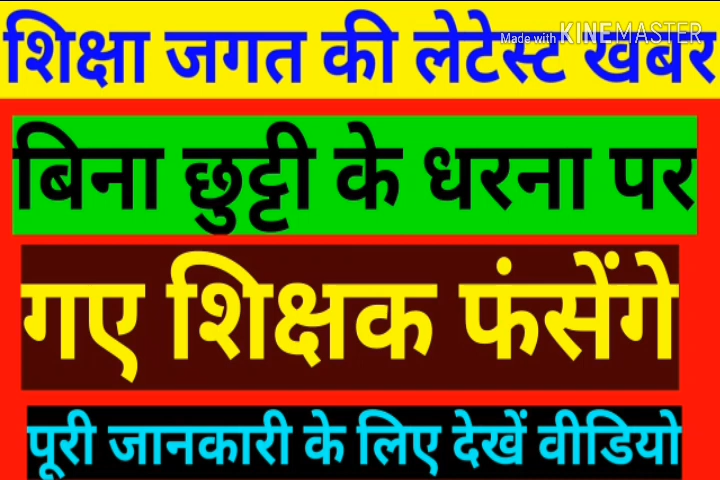 Made with KINEMASTER
शिक्षा जगत की लेटेस्ट खबर
बिना छुट्टी के धरना पर
गए शिक्षक फंसेंगे
पूरी जानकारी के लिए देखें वीडियो